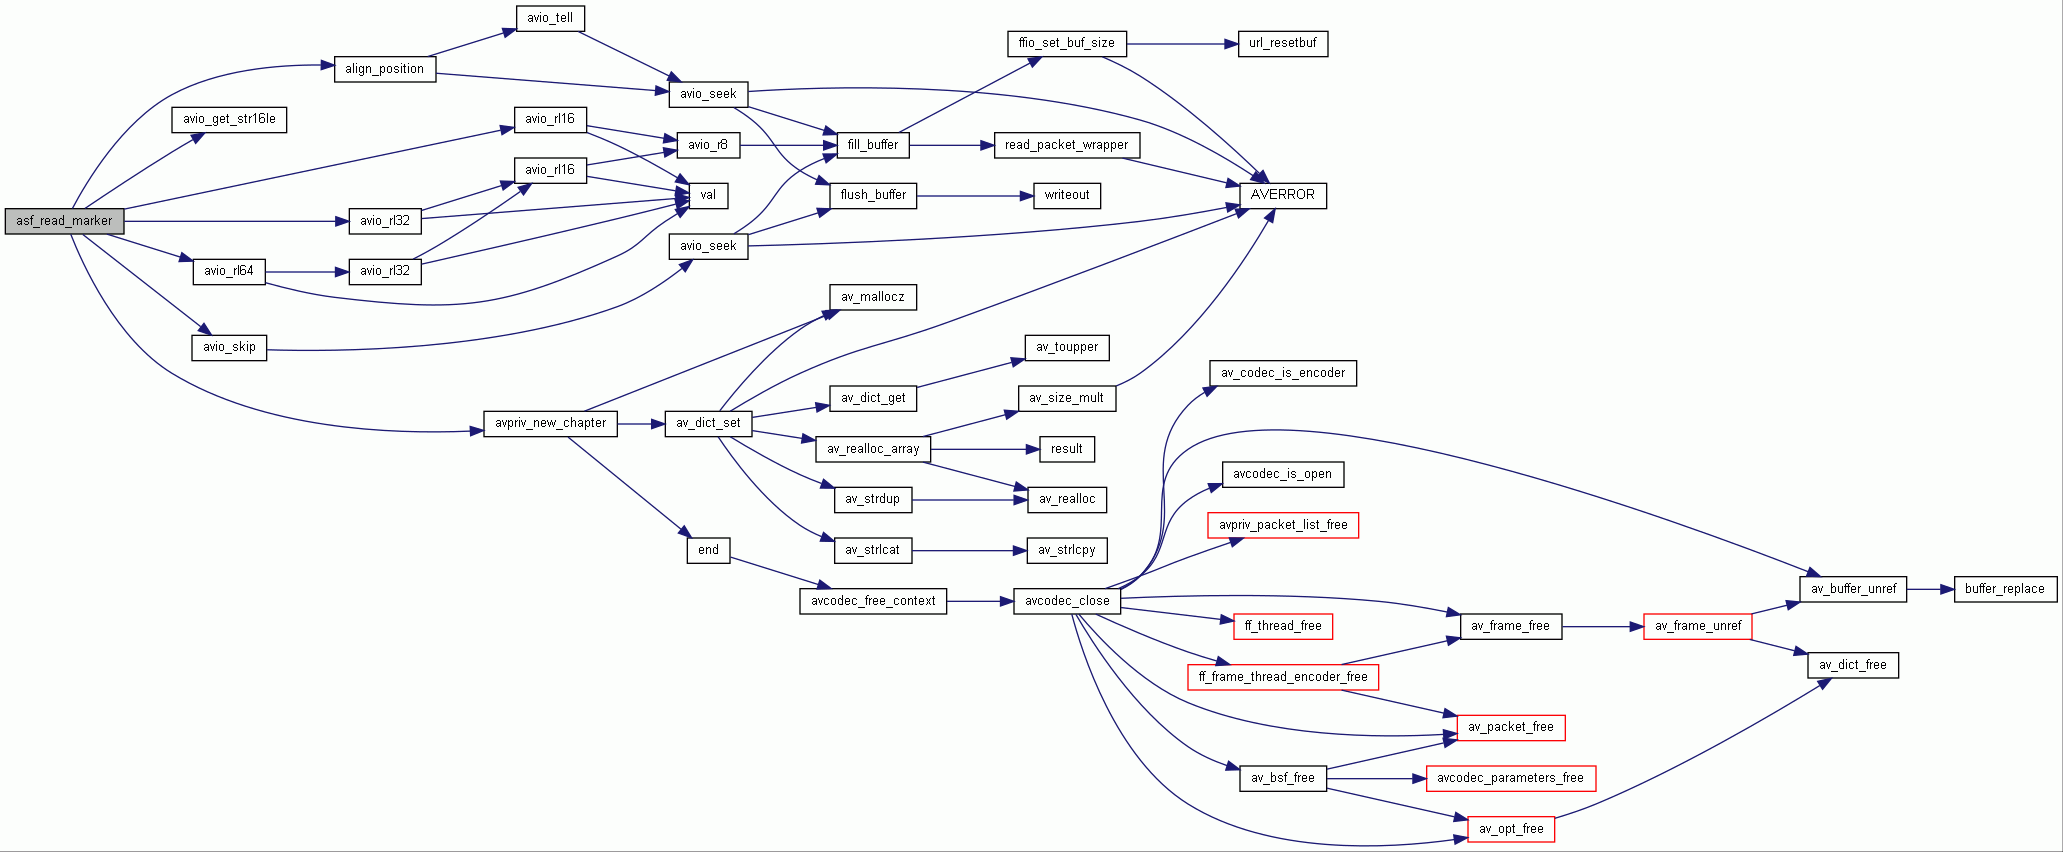 avio_tell
ffio_set_buf_size
url_resetbuf
align_position
avio_seek
avio_get_str16le
avio_rl16
avio_r8
fill_buffer
read_packet_wrapper
avio_rl16
val
flush_buffer
writeout
AVERROR
asf_read_marker
avio_rl32
avio_seek
avio_rl64
avio_rl32
av_mallocz
avio_skip
av_toupper
av_codec_is_encoder
av_dict_get
av_size_mult
avpriv_new_chapter
av_dict_set
av_realloc_array
result
avcodec_is_open
av_strdup
av_realloc
avpriv_packet_list_free
end
av_strlcat
av_strlcpy
av_buffer_unref
buffer_replace
avcodec_free_context
avcodec_close
ff_thread_free
av_frame_free
av_frame_unref
av_dict_free
ff_frame_thread_encoder_free
av_packet_free
av_bsf_free
avcodec_parameters_free
av_opt_free